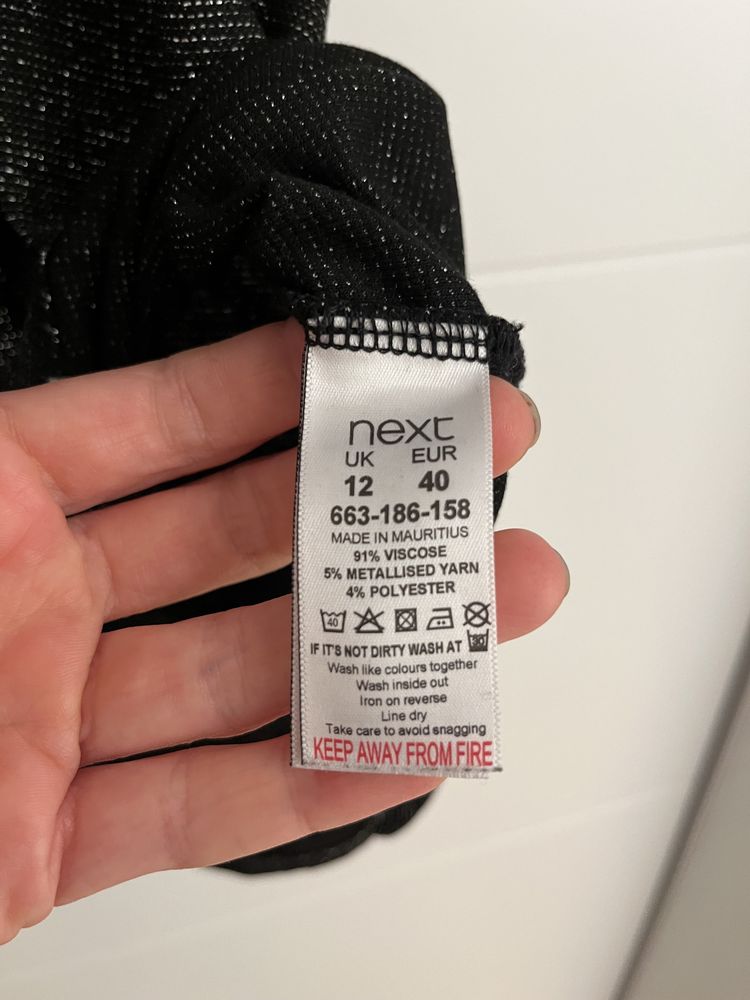 next
UK EUR
12 40
663-186-158
MADE IN MAURITIUS
91% VISCOSE
5% METALLISED YARN
4% POLYESTER
40
IF IT'S NOT DIRTY WASH AT 30
Wash like colours together
Wash inside out
Iron on reverse
Line dry
Take care to avoid snagging
KEEP AWAY FROM FIRE